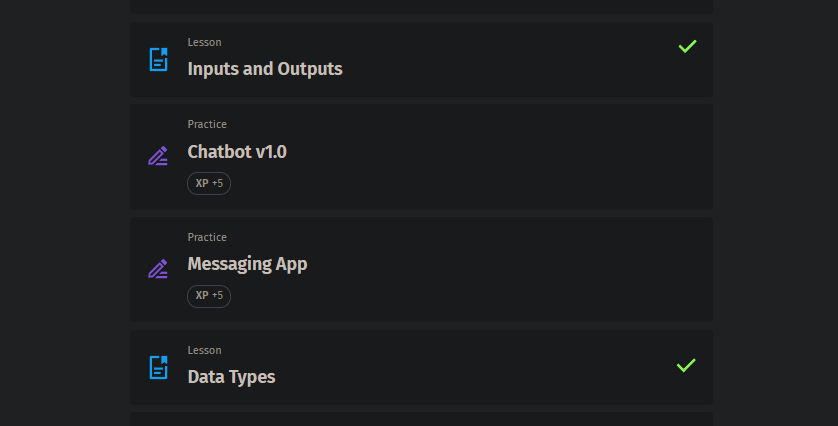 Lesson
Inputs and Outputs
Practice
Chatbot v1.0
XP +5
Practice
Messaging App
XP +5
Lesson
Data Types